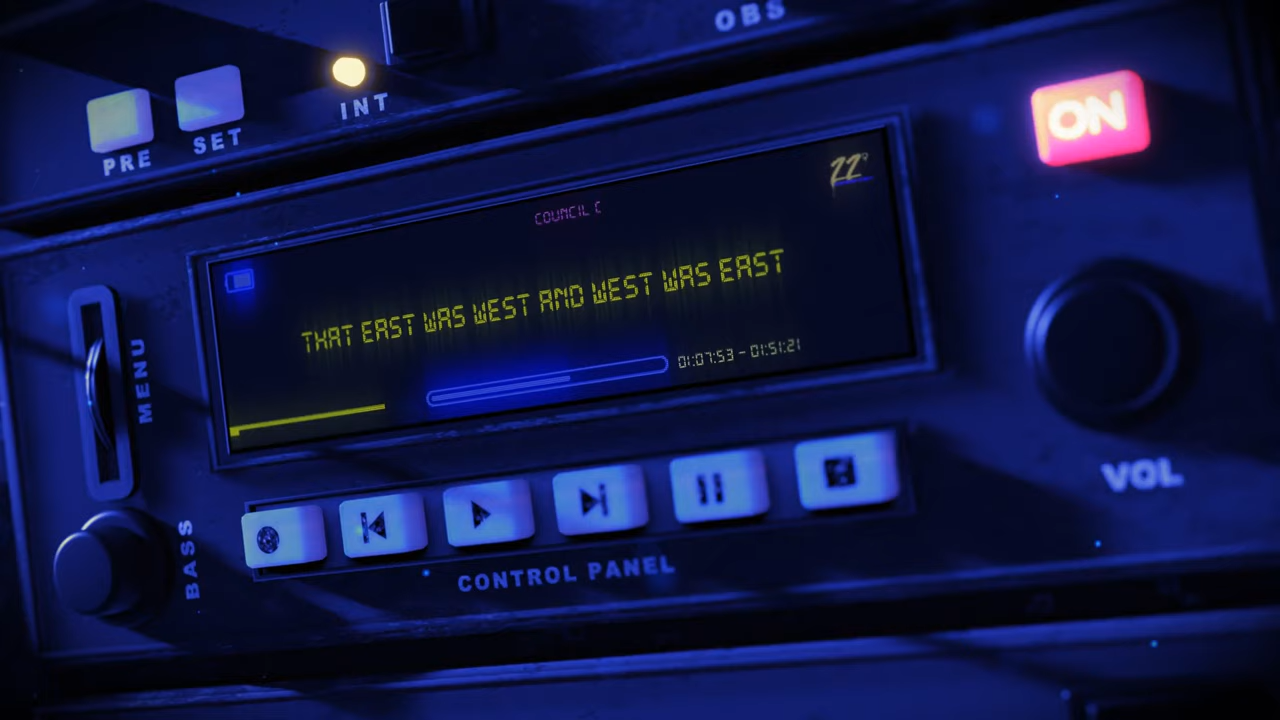 OBS
INT
PRE
SET
ON
22°
COUNCIL C
THAT EAST WAS WEST AND WEST WAS EAST
01:07:53 - 01:51:21
MENU
VOL
BASS
CONTROL PANEL